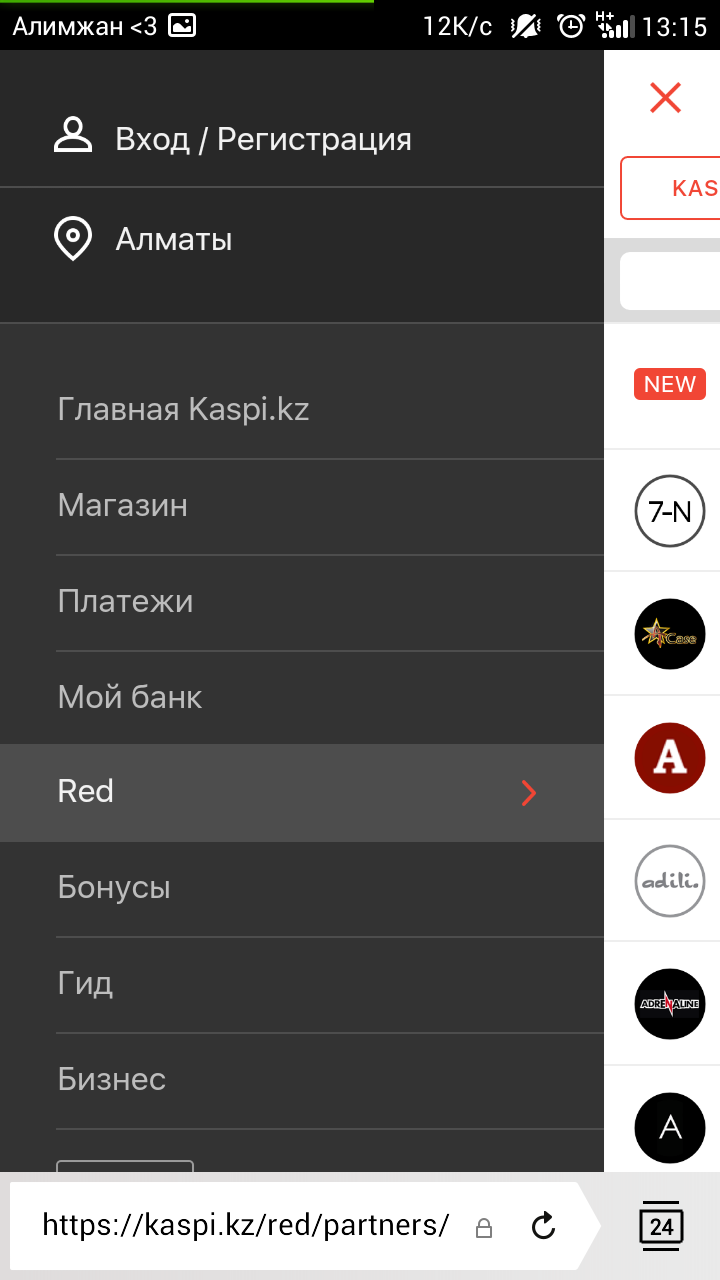 Алимжан <3 12K/c H+ 13:15
Вход / Регистрация
KAS
Алматы
NEW
Главная Kaspi.kz
Магазин
7-N
Платежи
Case
Мой банк
A
Red
Бонусы
adili.
Гид
ADRENALINE
Бизнес
A
https://kaspi.kz/red/partners/
24